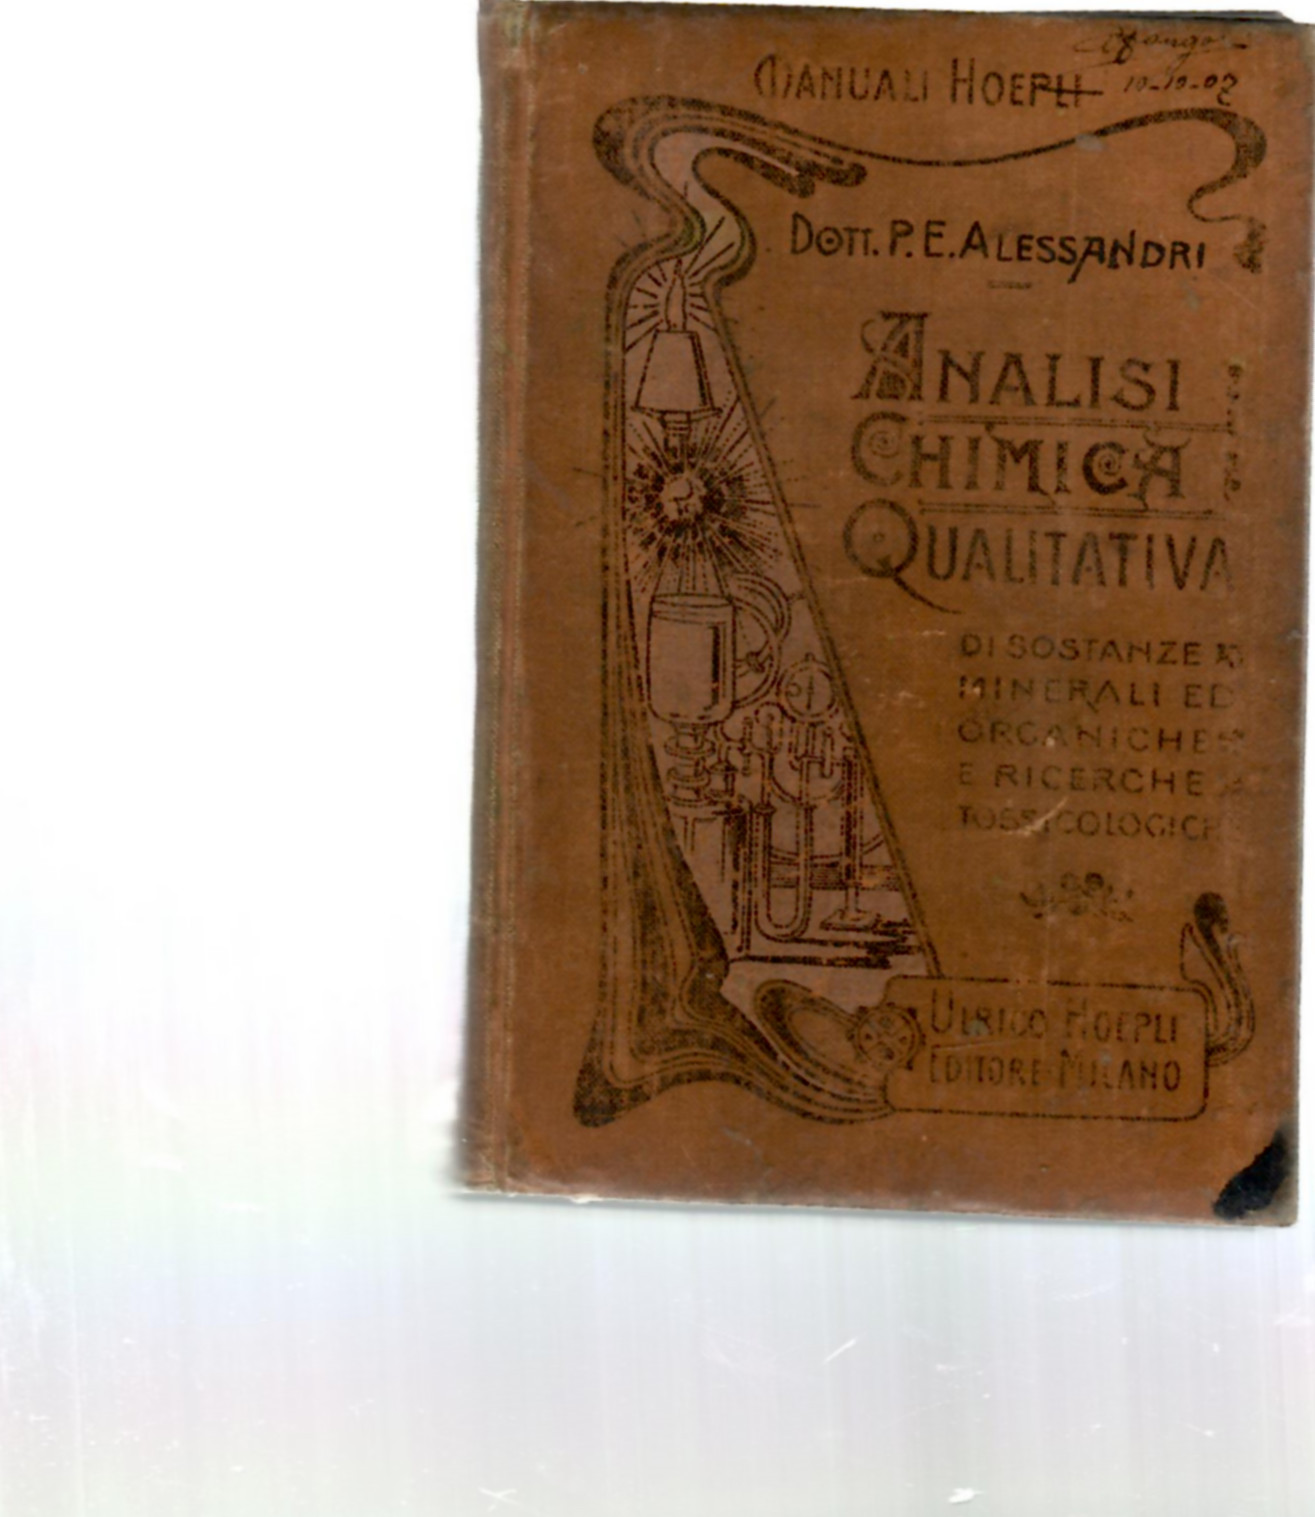 MANUALI HOEPLI
10-10-02
DOTT. P. E. ALESSANDRI
ANALISI
CHIMICA
QUALITATIVA
DI SOSTANZE
MINERALI ED
ORGANICHE
E RICERCHE
TOSSICOLOGICH
ULRICO HOEPLI
EDITORE MILANO